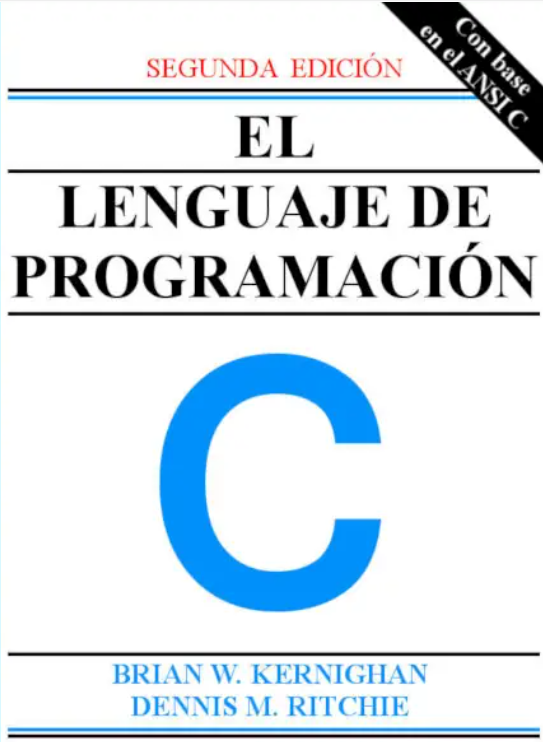 Con base
en el ANSI C
SEGUNDA EDICIÓN
EL
LENGUAJE DE
PROGRAMACIÓN
C
BRIAN W. KERNIGHAN
DENNIS M. RITCHIE